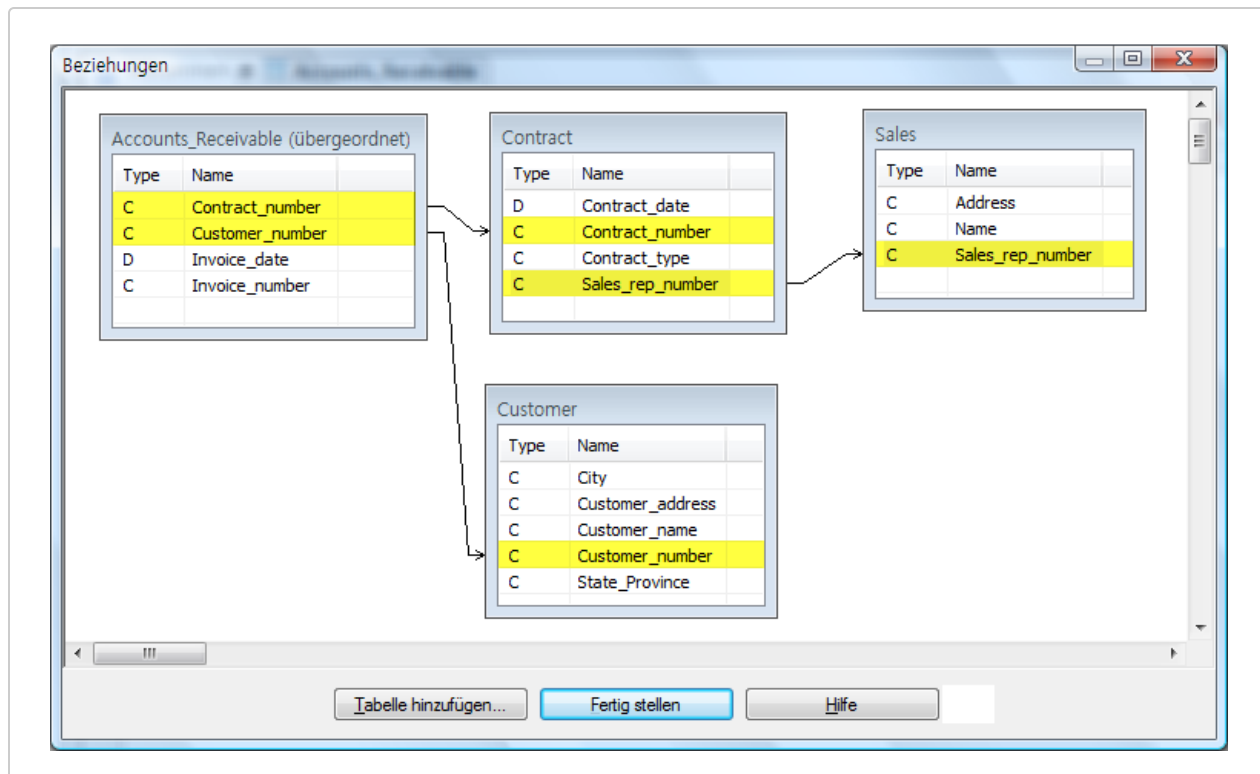 Beziehungen
Accounts_Receivable (übergeordnet)
Type Name
C Contract_number
C Customer_number
D Invoice_date
C Invoice_number
Contract
Type Name
D Contract_date
C Contract_number
C Contract_type
C Sales_rep_number
Sales
Type Name
C Address
C Name
C Sales_rep_number
Customer
Type Name
C City
C Customer_address
C Customer_name
C Customer_number
C State_Province
Tabelle hinzufügen... Fertig stellen Hilfe